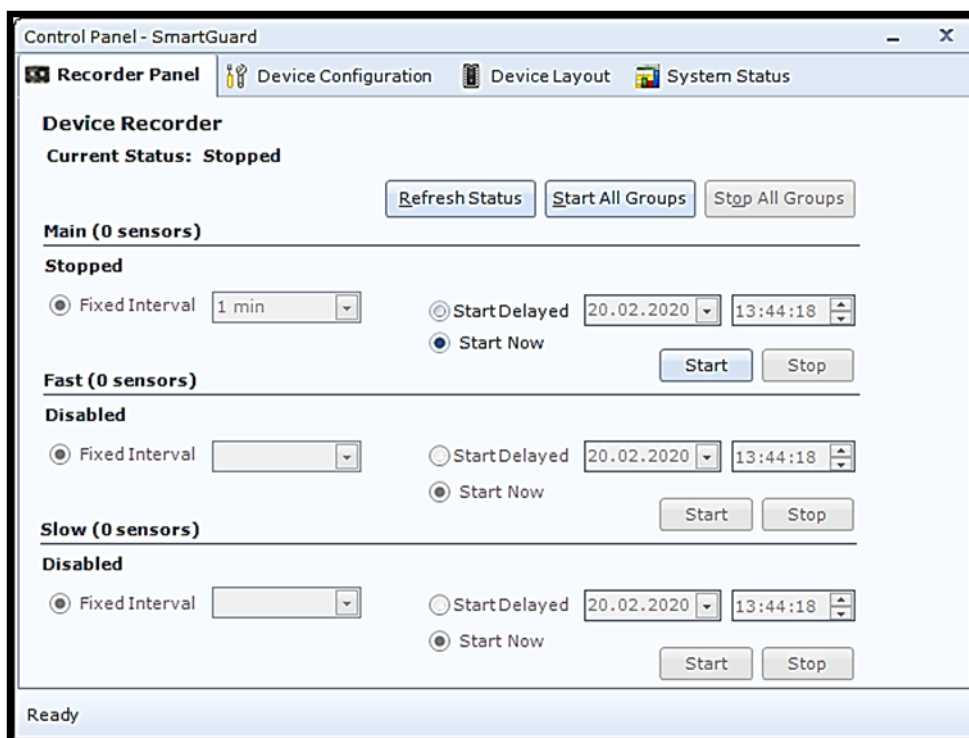 Control Panel - SmartGuard
Recorder Panel Device Configuration Device Layout System Status
Device Recorder
Current Status: Stopped
Refresh Status Start All Groups Stop All Groups
Main (0 sensors)
Stopped
Fixed Interval 1 min Start Delayed 20.02.2020 13:44:18
Start Now
Start Stop
Fast (0 sensors)
Disabled
Fixed Interval Start Delayed 20.02.2020 13:44:18
Start Now
Start Stop
Slow (0 sensors)
Disabled
Fixed Interval Start Delayed 20.02.2020 13:44:18
Start Now
Start Stop
Ready